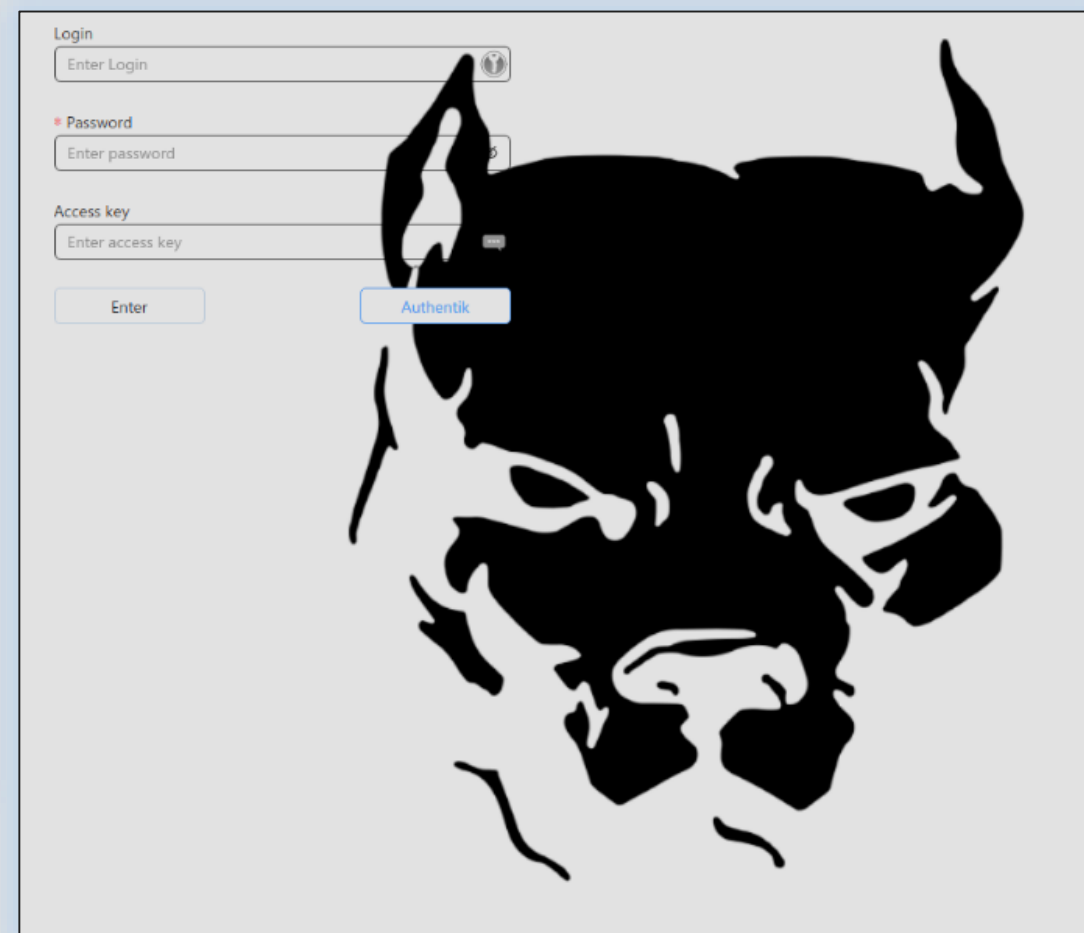 Login
Enter Login
* Password
Enter password
Access key
Enter access key
Enter
Authentik